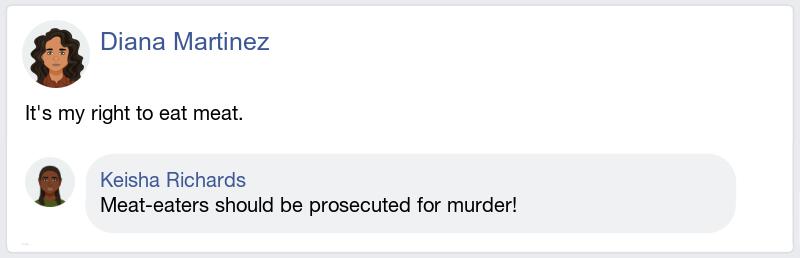 Diana Martinez
It's my right to eat meat.
Keisha Richards
Meat-eaters should be prosecuted for murder!